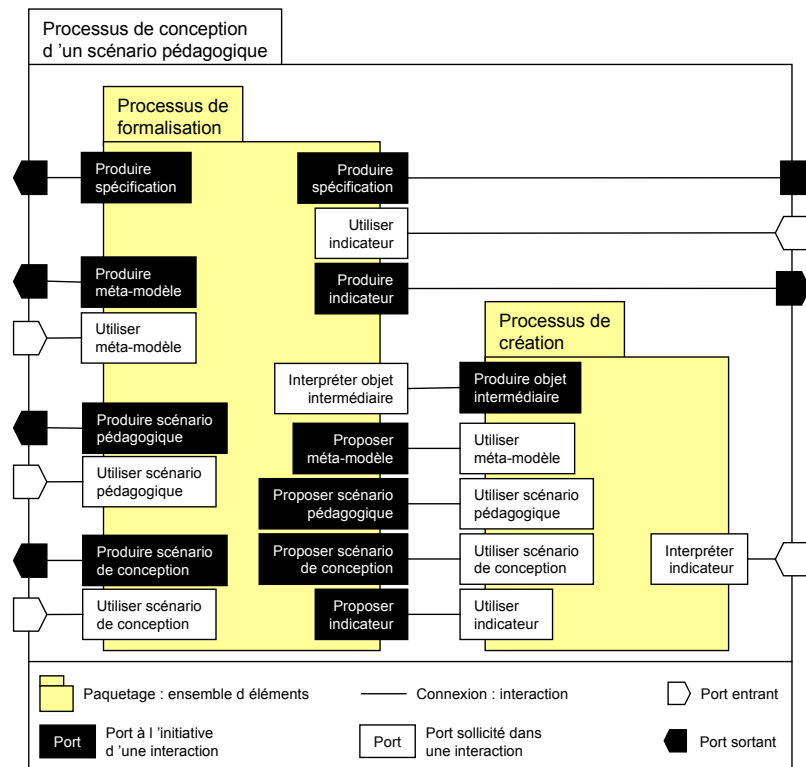 Processus de conception
d 'un scénario pédagogique
Processus de
formalisation
Produire
spécification
Produire
spécification
Utiliser
indicateur
Produire
méta-modèle
Produire
indicateur
Utiliser
méta-modèle
Processus de
création
Interpréter objet
intermédiaire
Produire objet
intermédiaire
Produire scénario
pédagogique
Proposer
méta-modèle
Utiliser
méta-modèle
Utiliser scénario
pédagogique
Proposer scénario
pédagogique
Utiliser scénario
pédagogique
Produire scénario
de conception
Proposer scénario
de conception
Utiliser scénario
de conception
Interpréter
indicateur
Utiliser scénario
de conception
Proposer
indicateur
Utiliser
indicateur
Paquetage : ensemble d éléments
Connexion : interaction
Port entrant
Port
Port à l 'initiative
d 'une interaction
Port
Port sollicité dans
une interaction
Port sortant